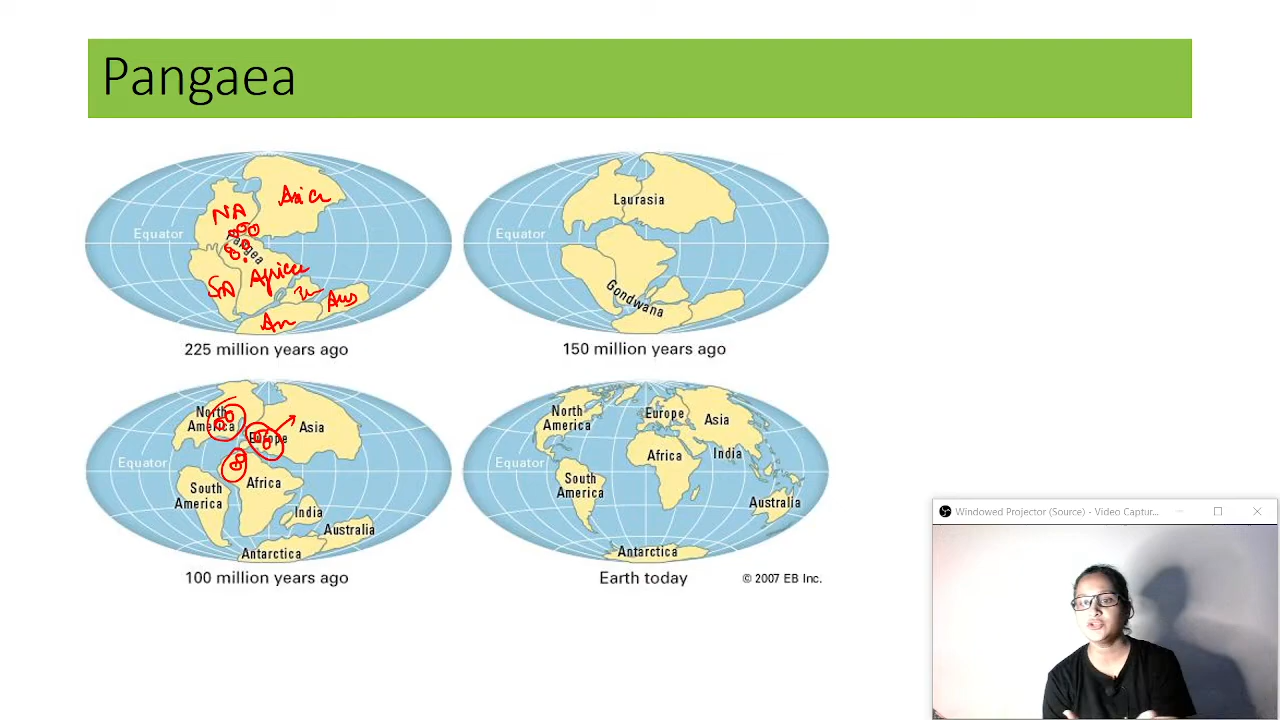 Pangaea
Asia
NA
Equator
Pangea
SA
Africa
Aus
An
225 million years ago
Laurasia
Equator
Gondwana
150 million years ago
North
America
Europe
Asia
Equator
South
America
Africa
India
Australia
Antarctica
100 million years ago
North
America
Europe
Asia
Equator
Africa
India
South
America
Australia
Antarctica
Earth today
© 2007 EB Inc.
Windowed Projector (Source) - Video Captur...